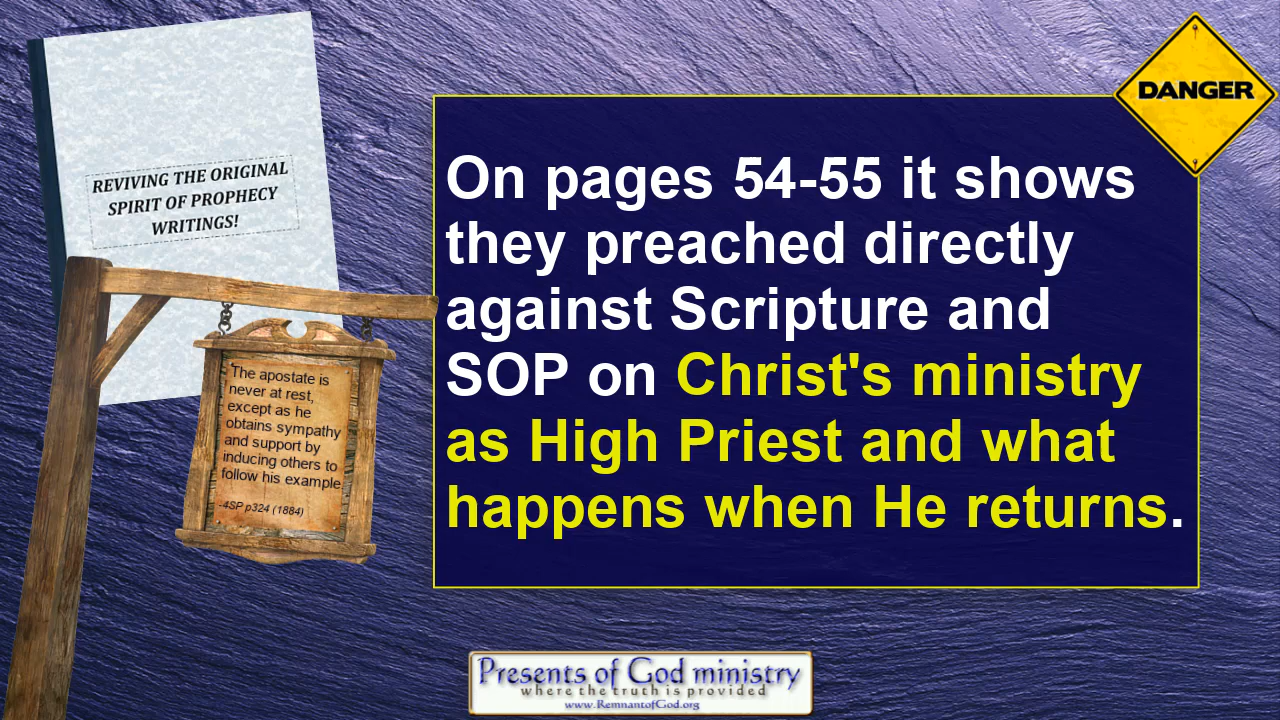 REVIVING THE ORIGINAL
SPIRIT OF PROPHECY
WRITINGS!
The apostate is
never at rest,
except as he
obtains sympathy
and support by
inducing others to
follow his example
-4SP p324 (1884)
DANGER
On pages 54-55 it shows
they preached directly
against Scripture and
SOP on Christ's ministry
as High Priest and what
happens when He returns.
Presents of God ministry
where the truth is provided
www.RemnantofGod.org